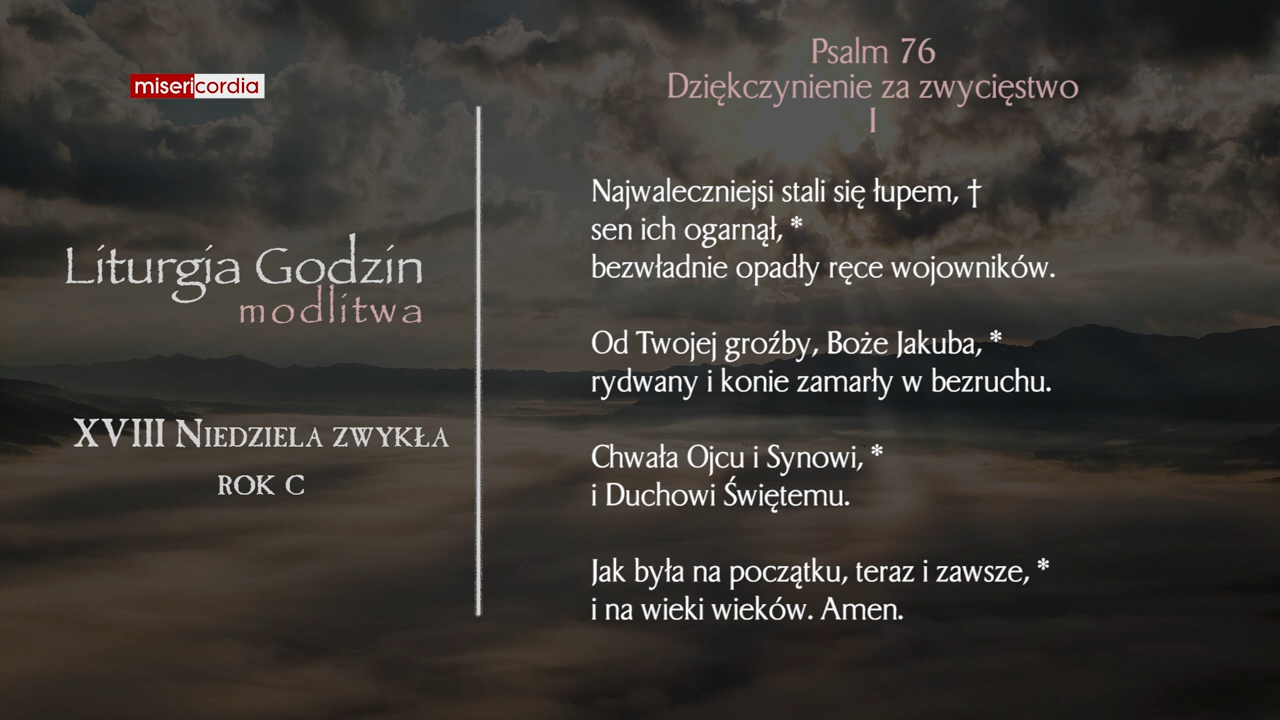 misericordia
Liturgia Godzin
modlitwa
XVIII Niedziela zwykła
rok C
Psalm 76
Dziękczynienie za zwycięstwo
I
Najwaleczniejsi stali się łupem, †
sen ich ogarnął, *
bezwładnie opadły ręce wojowników.
Od Twojej groźby, Boże Jakuba, *
rydwany i konie zamarły w bezruchu.
Chwała Ojcu i Synowi, *
i Duchowi Świętemu.
Jak była na początku, teraz i zawsze, *
i na wieki wieków. Amen.